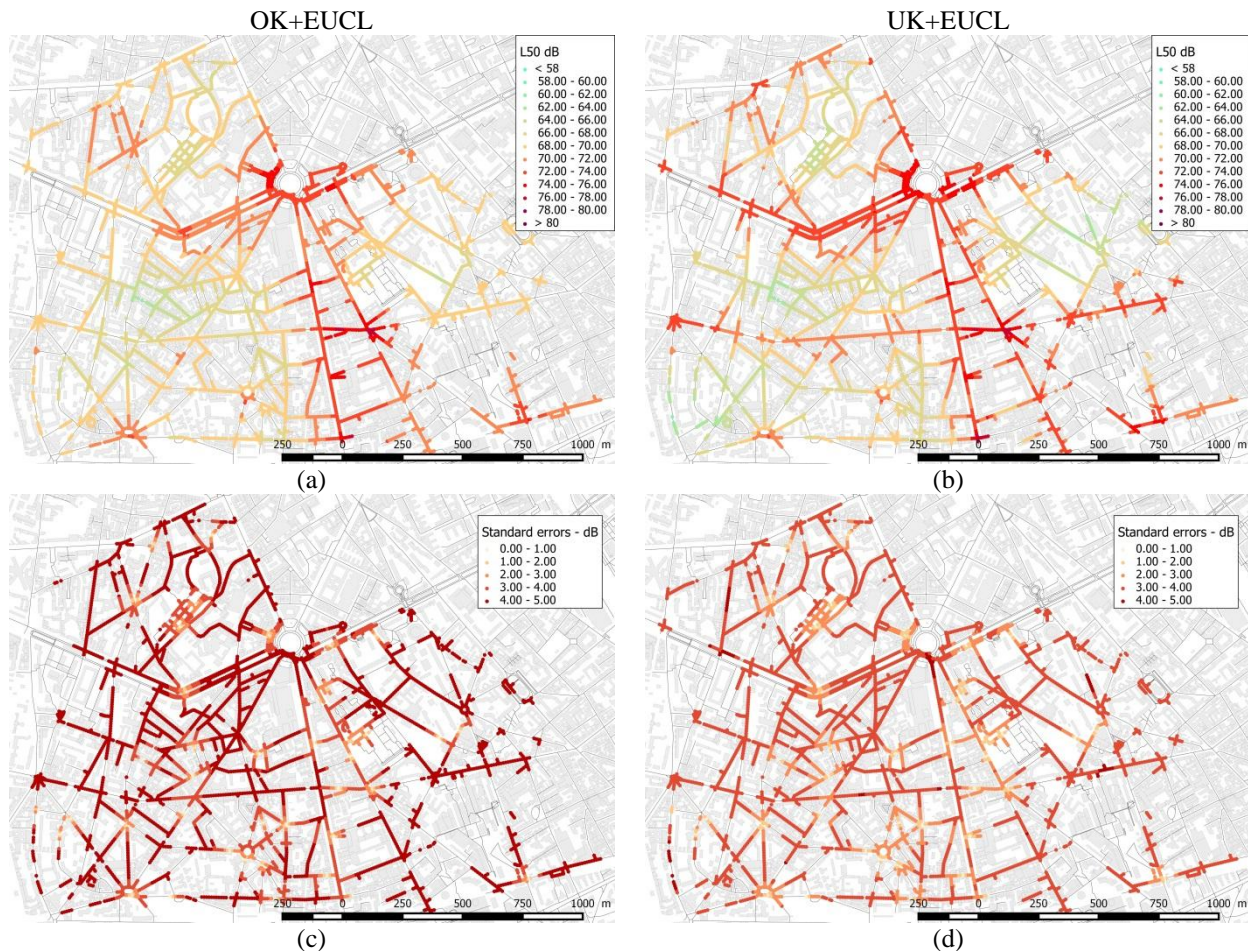 OK+EUCL
UK+EUCL
L50 dB
< 58
58.00 - 60.00
60.00 - 62.00
62.00 - 64.00
64.00 - 66.00
66.00 - 68.00
68.00 - 70.00
70.00 - 72.00
72.00 - 74.00
74.00 - 76.00
76.00 - 78.00
78.00 - 80.00
> 80
250 0 250 500 750 1000 m
(a)
L50 dB
< 58
58.00 - 60.00
60.00 - 62.00
62.00 - 64.00
64.00 - 66.00
66.00 - 68.00
68.00 - 70.00
70.00 - 72.00
72.00 - 74.00
74.00 - 76.00
76.00 - 78.00
78.00 - 80.00
> 80
250 0 250 500 750 1000 m
(b)
Standard errors - dB
0.00 - 1.00
1.00 - 2.00
2.00 - 3.00
3.00 - 4.00
4.00 - 5.00
250 0 250 500 750 1000 m
(c)
Standard errors - dB
0.00 - 1.00
1.00 - 2.00
2.00 - 3.00
3.00 - 4.00
4.00 - 5.00
250 0 250 500 750 1000 m
(d)